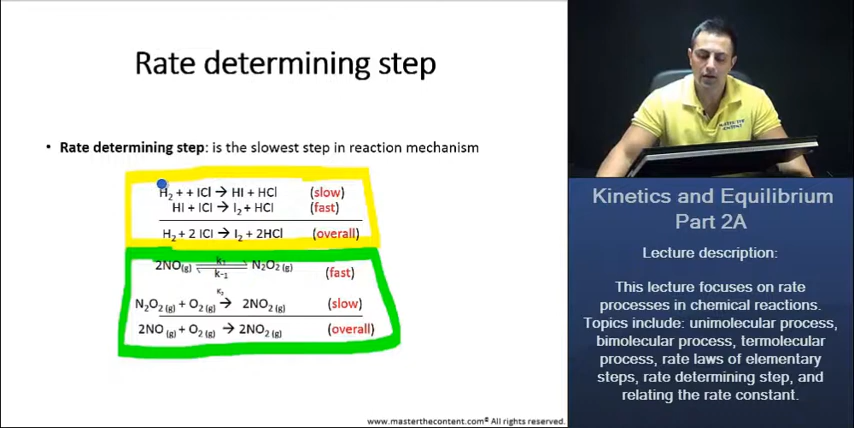 Rate determining step
• Rate determining step: is the slowest step in reaction mechanism
H₂ + + ICl → HI + HCl (slow)
HI + ICl → I₂ + HCl (fast)
H₂ + 2 ICl → I₂ + 2HCl (overall)
k₁
2NO(g) ⇌ N₂O₂ (g) (fast)
k-1
K₂
N₂O₂ (g) + O₂ (g) → 2NO₂ (g) (slow)
2NO (g) + O₂ (g) → 2NO₂ (g) (overall)
www.masterthecontent.com© All rights reserved.
MASTER THE
CONTENT
Kinetics and Equilibrium
Part 2A
Lecture description:
This lecture focuses on rate
processes in chemical reactions.
Topics include: unimolecular process,
bimolecular process, termolecular
process, rate laws of elementary
steps, rate determining step, and
relating the rate constant.